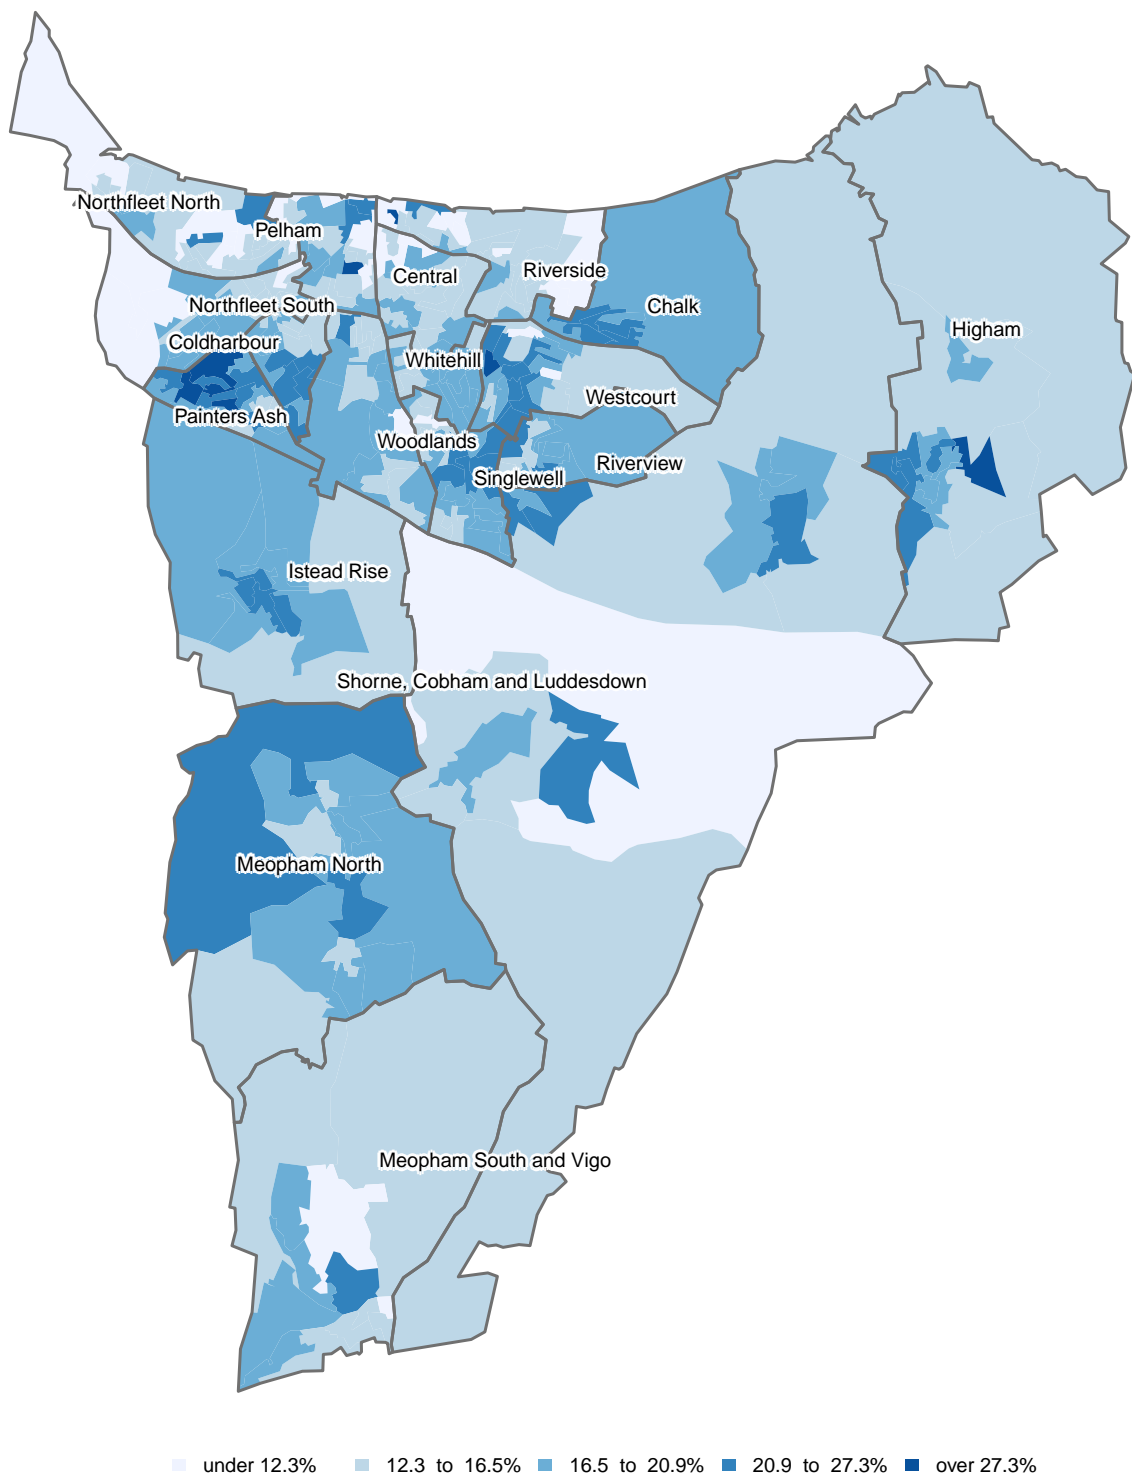 Northfleet North
Pelham
Central
Riverside
Northfleet South
Chalk
Higham
Coldharbour
Whitehill
Westcourt
Painters Ash
Woodlands
Riverview
Singlewell
Istead Rise
Shorne, Cobham and Luddesdown
Meopham North
Meopham South and Vigo
under 12.3% 12.3 to 16.5% 16.5 to 20.9% 20.9 to 27.3% over 27.3%